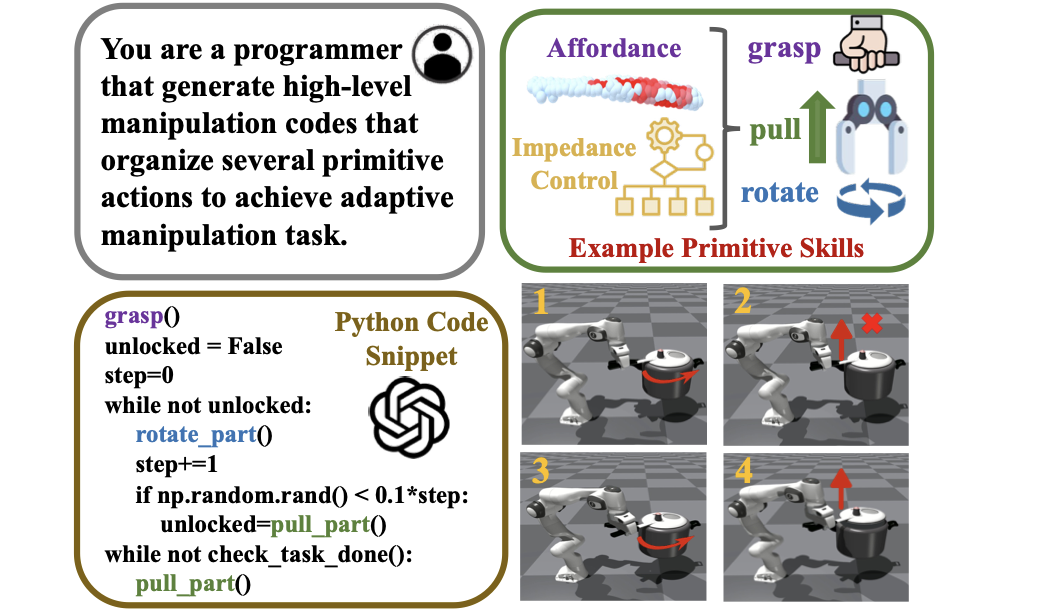 You are a programmer
that generate high-level
manipulation codes that
organize several primitive
actions to achieve adaptive
manipulation task.
Affordance
Impedance
Control
grasp
pull
rotate
Example Primitive Skills
Python Code
Snippet
grasp()
unlocked = False
step=0
while not unlocked:
rotate_part()
step+=1
if np.random.rand() < 0.1*step:
unlocked=pull_part()
while not check_task_done():
pull_part()
1
2
3
4